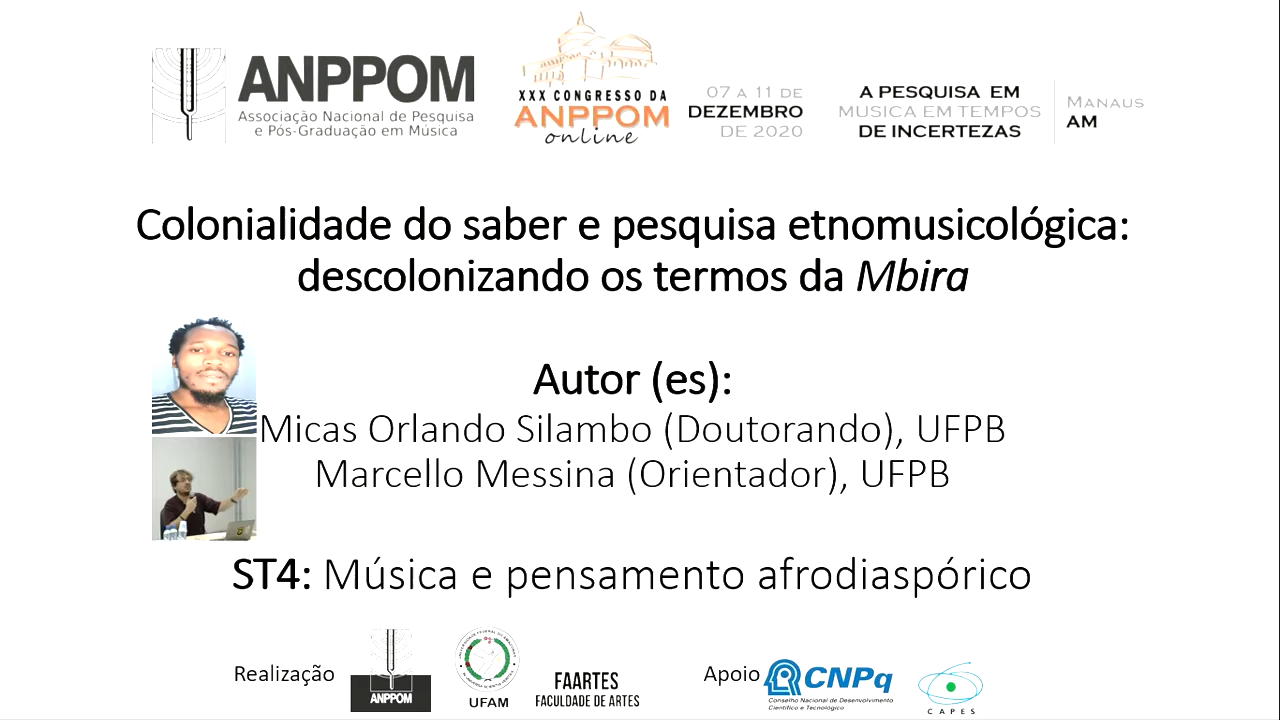 ANPPOM
Associação Nacional de Pesquisa
e Pós-Graduação em Música
XXX CONGRESSO DA
ANPPOM
online
07 A 11 DE
DEZEMBRO
DE 2020
A PESQUISA EM
MUSICA EM TEMPOS
DE INCERTEZAS
MANAUS
AM
Colonialidade do saber e pesquisa etnomusicológica:
descolonizando os termos da Mbira
Autor (es):
Micas Orlando Silambo (Doutorando), UFPB
Marcello Messina (Orientador), UFPB
ST4: Música e pensamento afrodiaspórico
Realização
ANPPOM
UFAM
FAARTES
FACULDADE DE ARTES
Apoio
CNPq
Conselho Nacional de Desenvolvimento
Científico e Tecnológico
CAPES